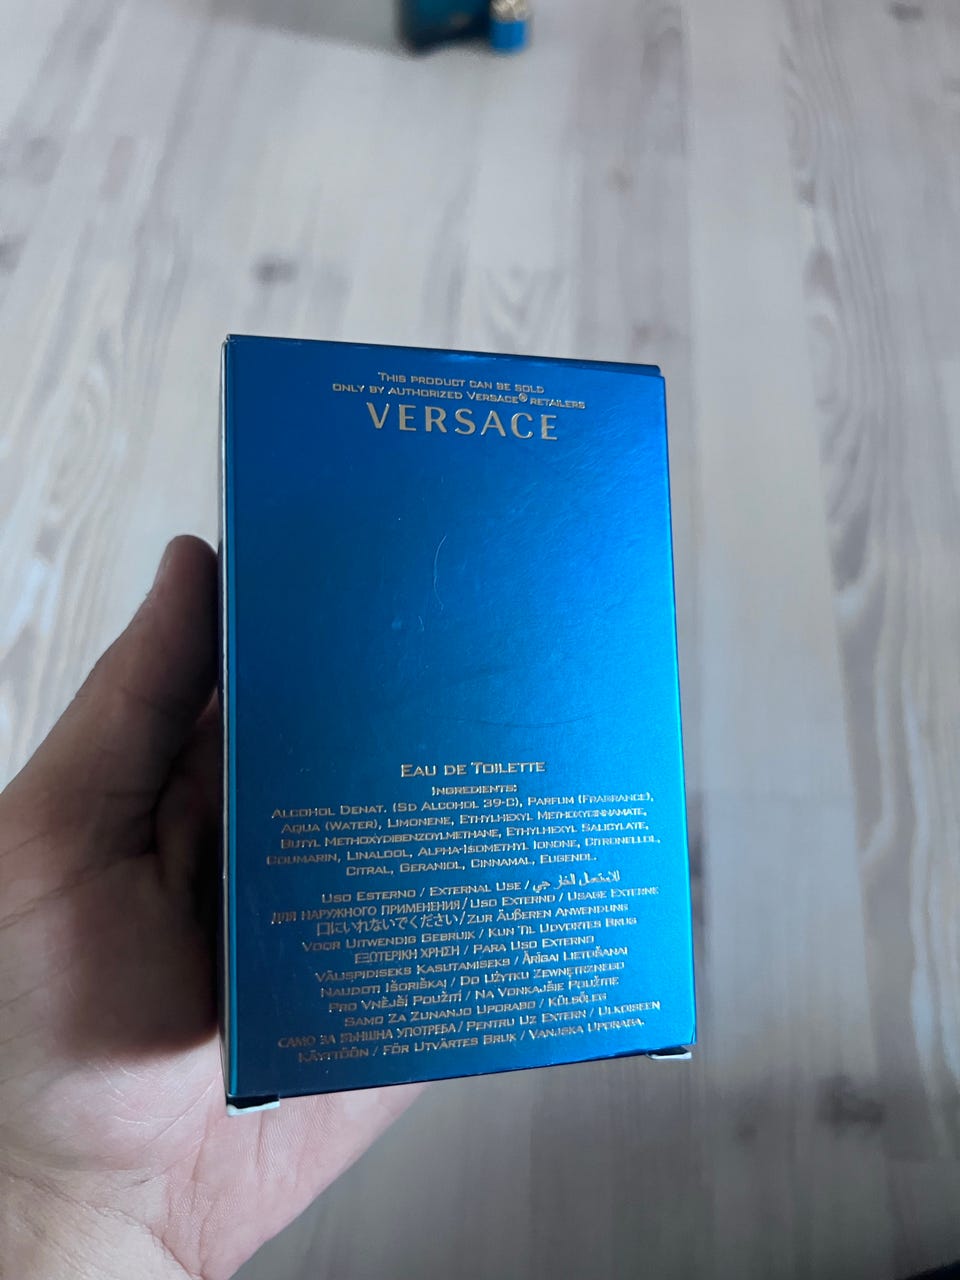 THIS PRODUCT CAN BE SOLD
ONLY BY AUTHORIZED VERSACE® RETAILERS
VERSACE
EAU DE TOILETTE
INGREDIENTS:
ALCOHOL DENAT. (SD ALCOHOL 39-C), PARFUM (FRAGRANCE),
AQUA (WATER), LIMONENE, ETHYLHEXYL METHOXYCINNAMATE,
BUTYL METHOXYDIBENZOYLMETHANE, ETHYLHEXYL SALICYLATE,
COUMARIN, LINALOOL, ALPHA-ISOMETHYL IONONE, CITRONELLOL,
CITRAL, GERANIOL, CINNAMAL, EUGENOL.
USO ESTERNO / EXTERNAL USE / للاستعمال الخارجي
ДЛЯ НАРУЖНОГО ПРИМЕНЕНИЯ / USO EXTERNO / USAGE EXTERNE
口にいれないでください / ZUR ÄUßEREN ANWENDUNG
VOOR UITWENDIG GEBRUIK / KUN TIL UDVORTES BRUG
ΕΞΩΤΕΡΙΚΗ ΧΡΗΣΗ / PARA USO EXTERNO
VÄLISPIDISEKS KASUTAMISEKS / ĀRĪGAI LIETOŠANAI
NAUDOTI IŠORIŠKAI / DO UŻYTKU ZEWNĘTRZNEGO
PRO VNĚJŠÍ POUŽITÍ / NA VONKAJŠIE POUŽITIE
SAMO ZA ZUNANJO UPORABO / KÜLSŐLEG
САМО ЗА ВЪНШНА УПОТРЕБА / PENTRU UZ EXTERN / ULKOISEEN
KÄYTTÖÖN / FÖR UTVÄRTES BRUK / VANJSKA UPORABA.